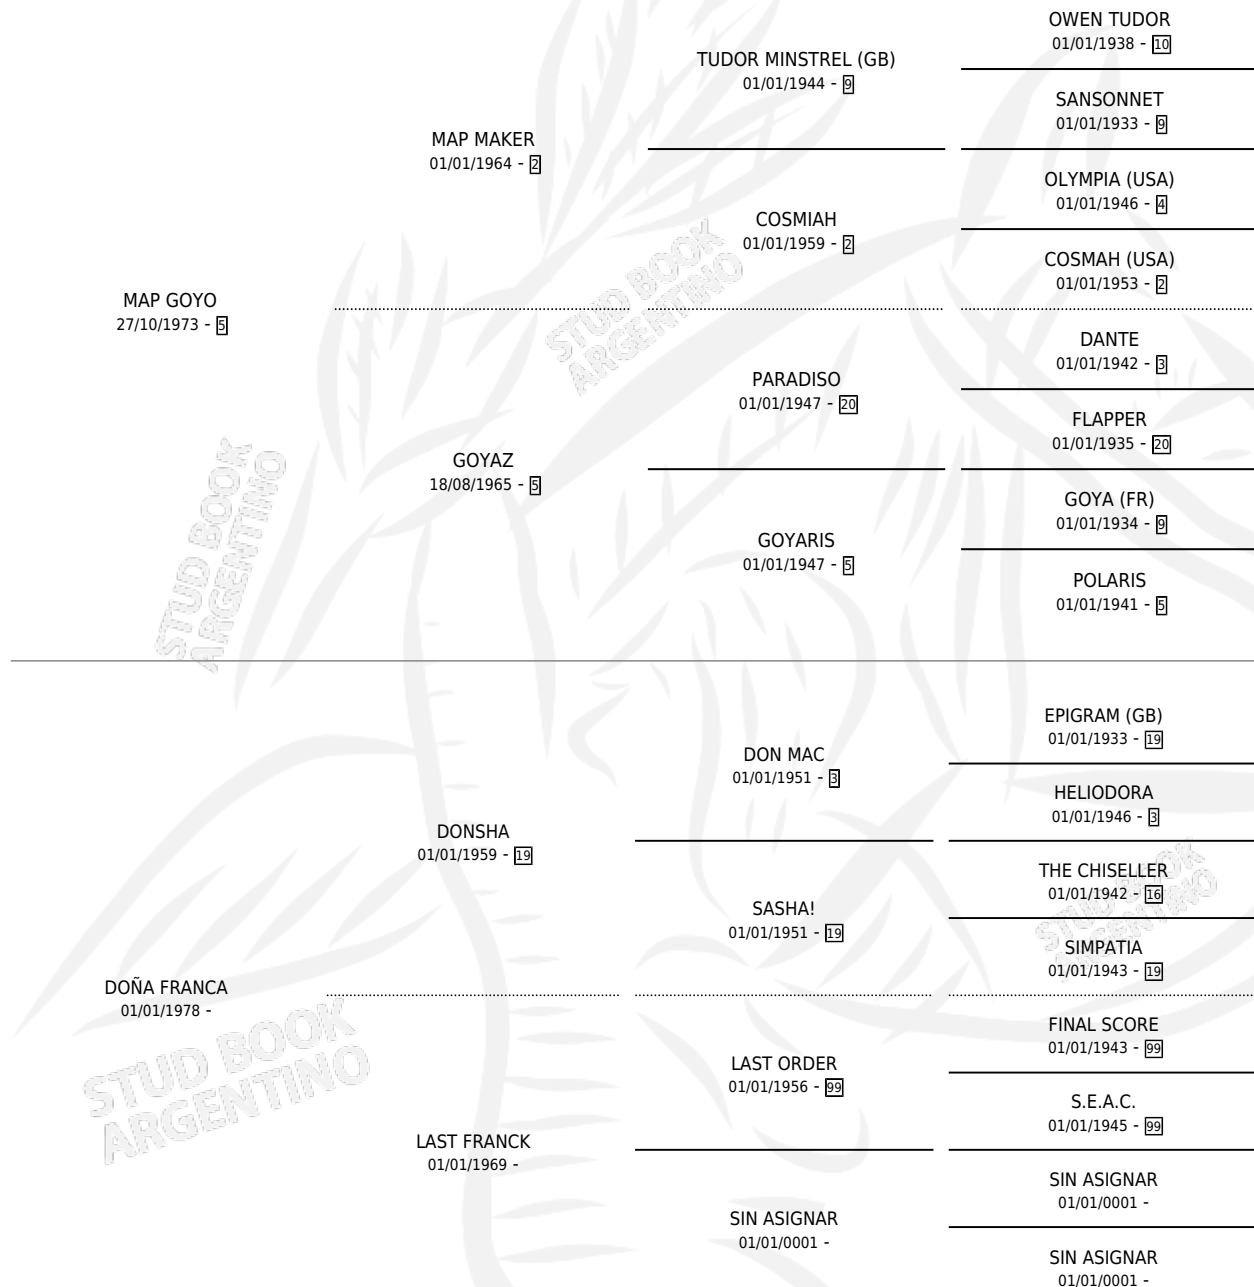 OWEN TUDOR
01/01/1938 - 10
TUDOR MINSTREL (GB)
01/01/1944 - 9
SANSONNET
01/01/1933 - 9
MAP MAKER
01/01/1964 - 2
OLYMPIA (USA)
01/01/1946 - 4
COSMIAH
01/01/1959 - 2
COSMAH (USA)
01/01/1953 - 2
MAP GOYO
27/10/1973 - 5
DANTE
01/01/1942 - 3
PARADISO
01/01/1947 - 20
FLAPPER
01/01/1935 - 20
GOYAZ
18/08/1965 - 5
GOYA (FR)
01/01/1934 - 9
GOYARIS
01/01/1947 - 5
POLARIS
01/01/1941 - 5
EPIGRAM (GB)
01/01/1933 - 19
DON MAC
01/01/1951 - 3
HELIODORA
01/01/1946 - 3
DONSHA
01/01/1959 - 19
THE CHISELLER
01/01/1942 - 16
SASHA!
01/01/1951 - 19
SIMPATIA
01/01/1943 - 19
DOÑA FRANCA
01/01/1978 -
FINAL SCORE
01/01/1943 - 99
LAST ORDER
01/01/1956 - 99
S.E.A.C.
01/01/1945 - 99
LAST FRANCK
01/01/1969 -
SIN ASIGNAR
01/01/0001 -
SIN ASIGNAR
01/01/0001 -
SIN ASIGNAR
01/01/0001 -
STUD BOOK
ARGENTINO
STUD BOOK
ARGENTINO
STUD BOOK
ARGENTINO
STUD BOOK
ARGENTINO